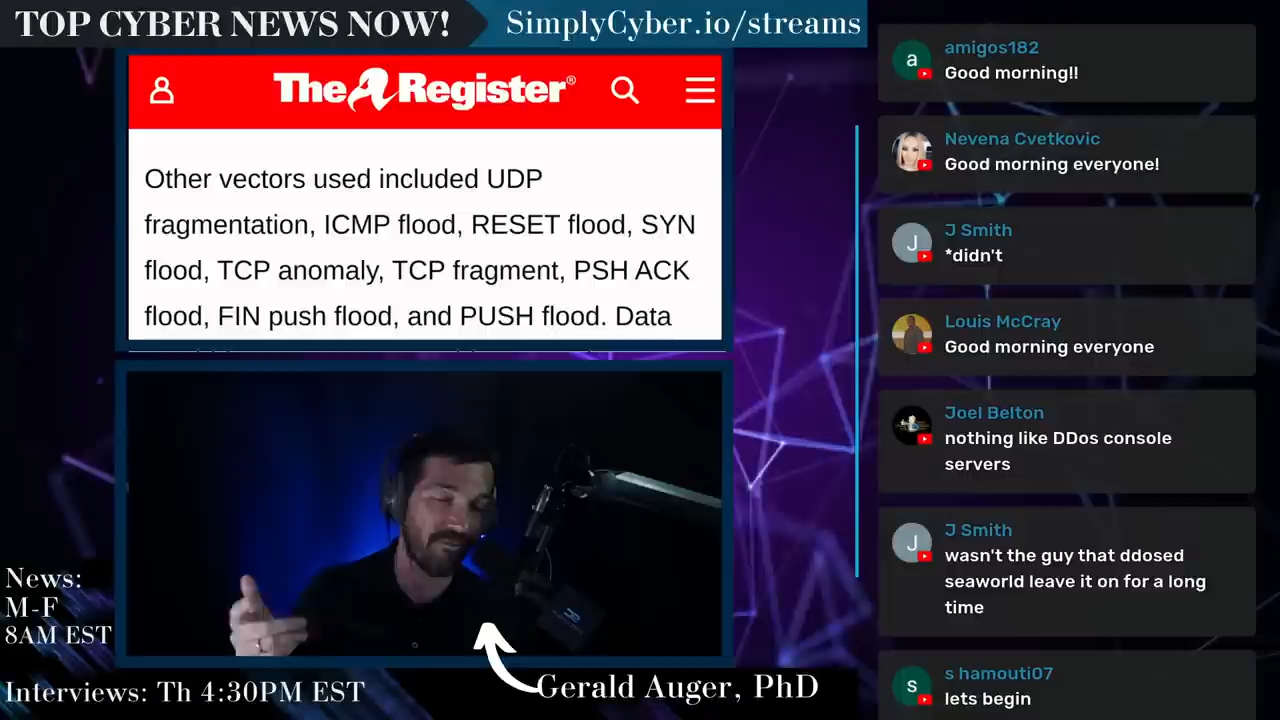 TOP CYBER NEWS NOW!
SimplyCyber.io/streams
The Register®
Other vectors used included UDP
fragmentation, ICMP flood, RESET flood, SYN
flood, TCP anomaly, TCP fragment, PSH ACK
flood, FIN push flood, and PUSH flood. Data
News:
M-F
8AM EST
Interviews: Th 4:30PM EST
Gerald Auger, PhD
a
amigos182
Good morning!!
Nevena Cvetkovic
Good morning everyone!
J
J Smith
*didn't
Louis McCray
Good morning everyone
Joel Belton
nothing like DDos console
servers
J
J Smith
wasn't the guy that ddosed
seaworld leave it on for a long
time
s
s hamouti07
lets begin